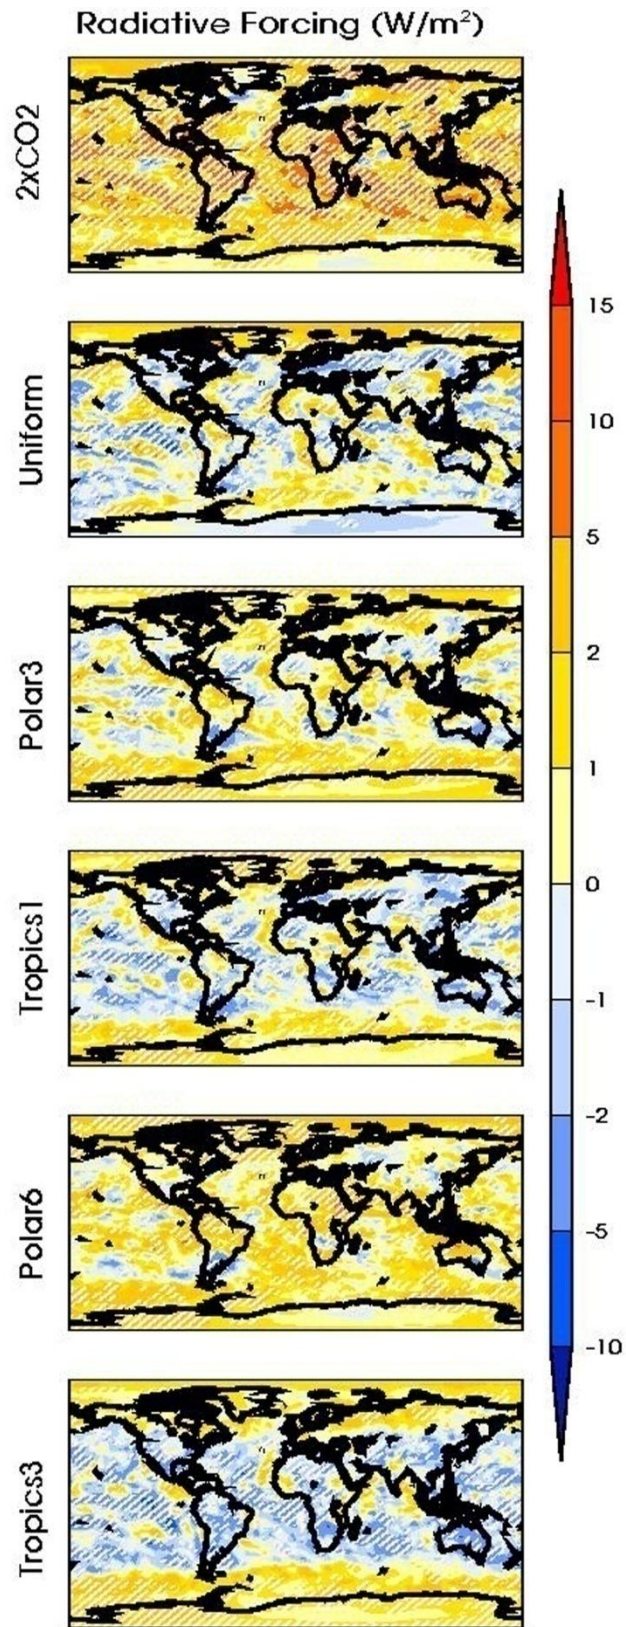 Radiative Forcing (W/m²)
2xCO2
Uniform
Polar3
Tropics1
Polar6
Tropics3
15
10
5
2
1
0
-1
-2
-5
-10